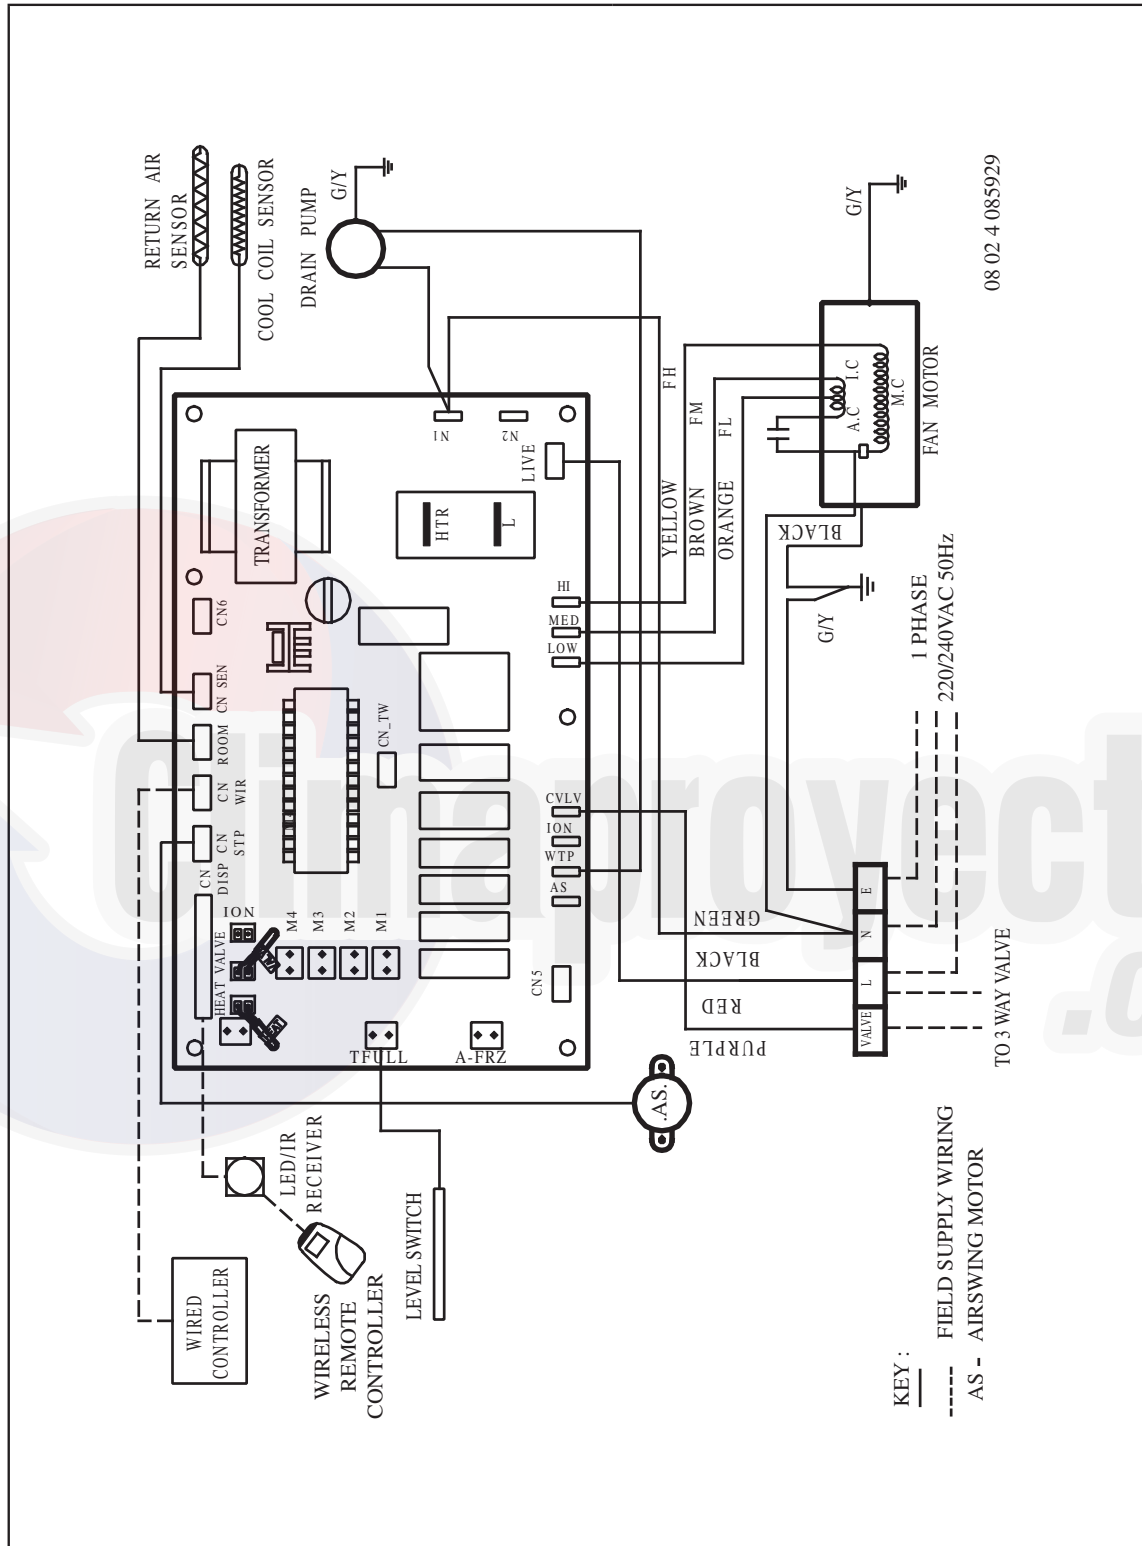 RETURN AIR
SENSOR
COOL COIL SENSOR
DRAIN PUMP
G/Y
G/Y
08 02 4 085929
TRANSFORMER
N1
N2
LIVE
HTR
L
CN6
CN SEN
ROOM
CN
WIR
CN
STP
CN
DISP
CN_TW
HI
MED
LOW
CVLV
ION
WTP
AS
CN5
ION
HEAT VALVE
M4
M3
M2
M1
HEAT
TFULL
A-FRZ
YELLOW
FH
BROWN
FM
ORANGE
FL
A.C
I.C
M.C
FAN MOTOR
BLACK
G/Y
1 PHASE
220/240VAC 50Hz
GREEN
BLACK
RED
PURPLE
E
N
L
VALVE
TO 3 WAY VALVE
.AS.
WIRED
CONTROLLER
LED/IR
RECEIVER
WIRELESS
REMOTE
CONTROLLER
LEVEL SWITCH
KEY :
FIELD SUPPLY WIRING
AS - AIRSWING MOTOR
Climaproyect
.c